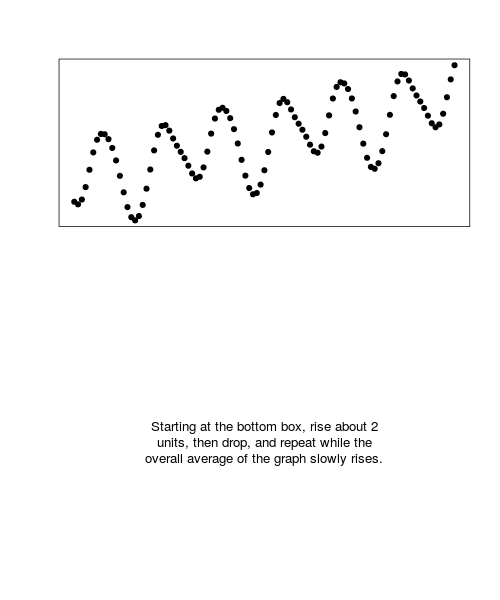 Starting at the bottom box, rise about 2
units, then drop, and repeat while the
overall average of the graph slowly rises.